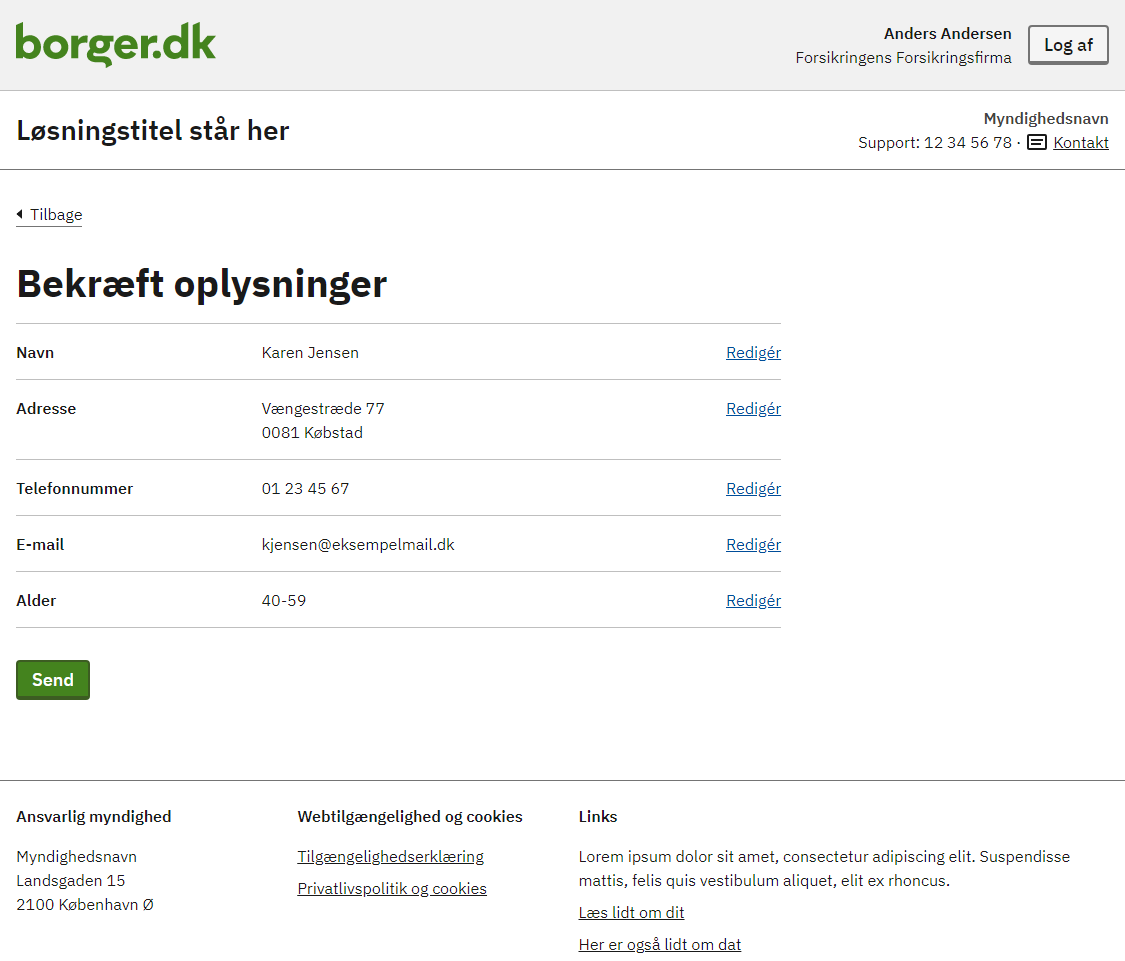 borger.dk
Anders Andersen
Forsikringens Forsikringsfirma
Log af
Løsningstitel står her
Myndighedsnavn
Support: 12 34 56 78 · Kontakt
Tilbage
Bekræft oplysninger
Navn Karen Jensen Redigér
Adresse Vængestræde 77 Redigér
0081 Købstad
Telefonnummer 01 23 45 67 Redigér
E-mail kjensen@eksempelmail.dk Redigér
Alder 40-59 Redigér
Send
Ansvarlig myndighed
Myndighedsnavn
Landsgaden 15
2100 København Ø
Webtilgængelighed og cookies
Tilgængelighedserklæring
Privatlivspolitik og cookies
Links
Lorem ipsum dolor sit amet, consectetur adipiscing elit. Suspendisse
mattis, felis quis vestibulum aliquet, elit ex rhoncus.
Læs lidt om dit
Her er også lidt om dat